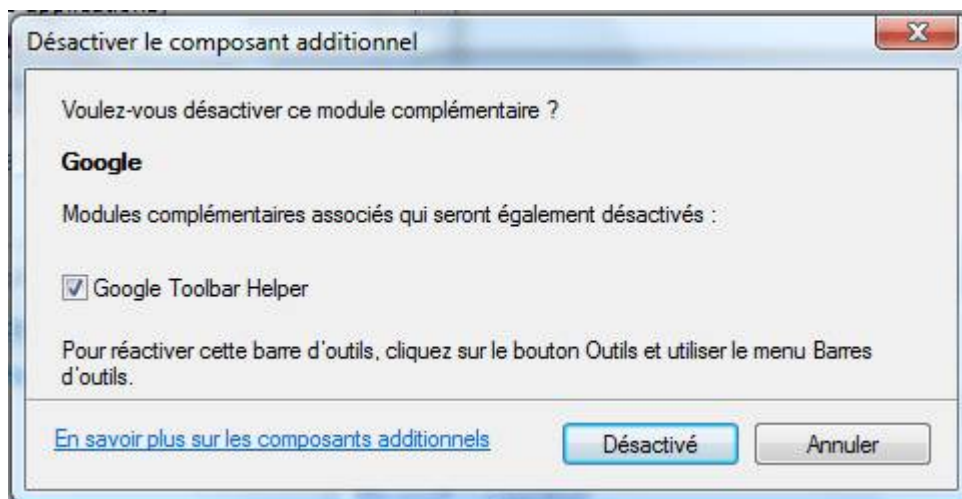 Désactiver le composant additionnel
Voulez-vous désactiver ce module complémentaire ?
Google
Modules complémentaires associés qui seront également désactivés :
Google Toolbar Helper
Pour réactiver cette barre d'outils, cliquez sur le bouton Outils et utiliser le menu Barres
d'outils.
En savoir plus sur les composants additionnels
Désactivé
Annuler